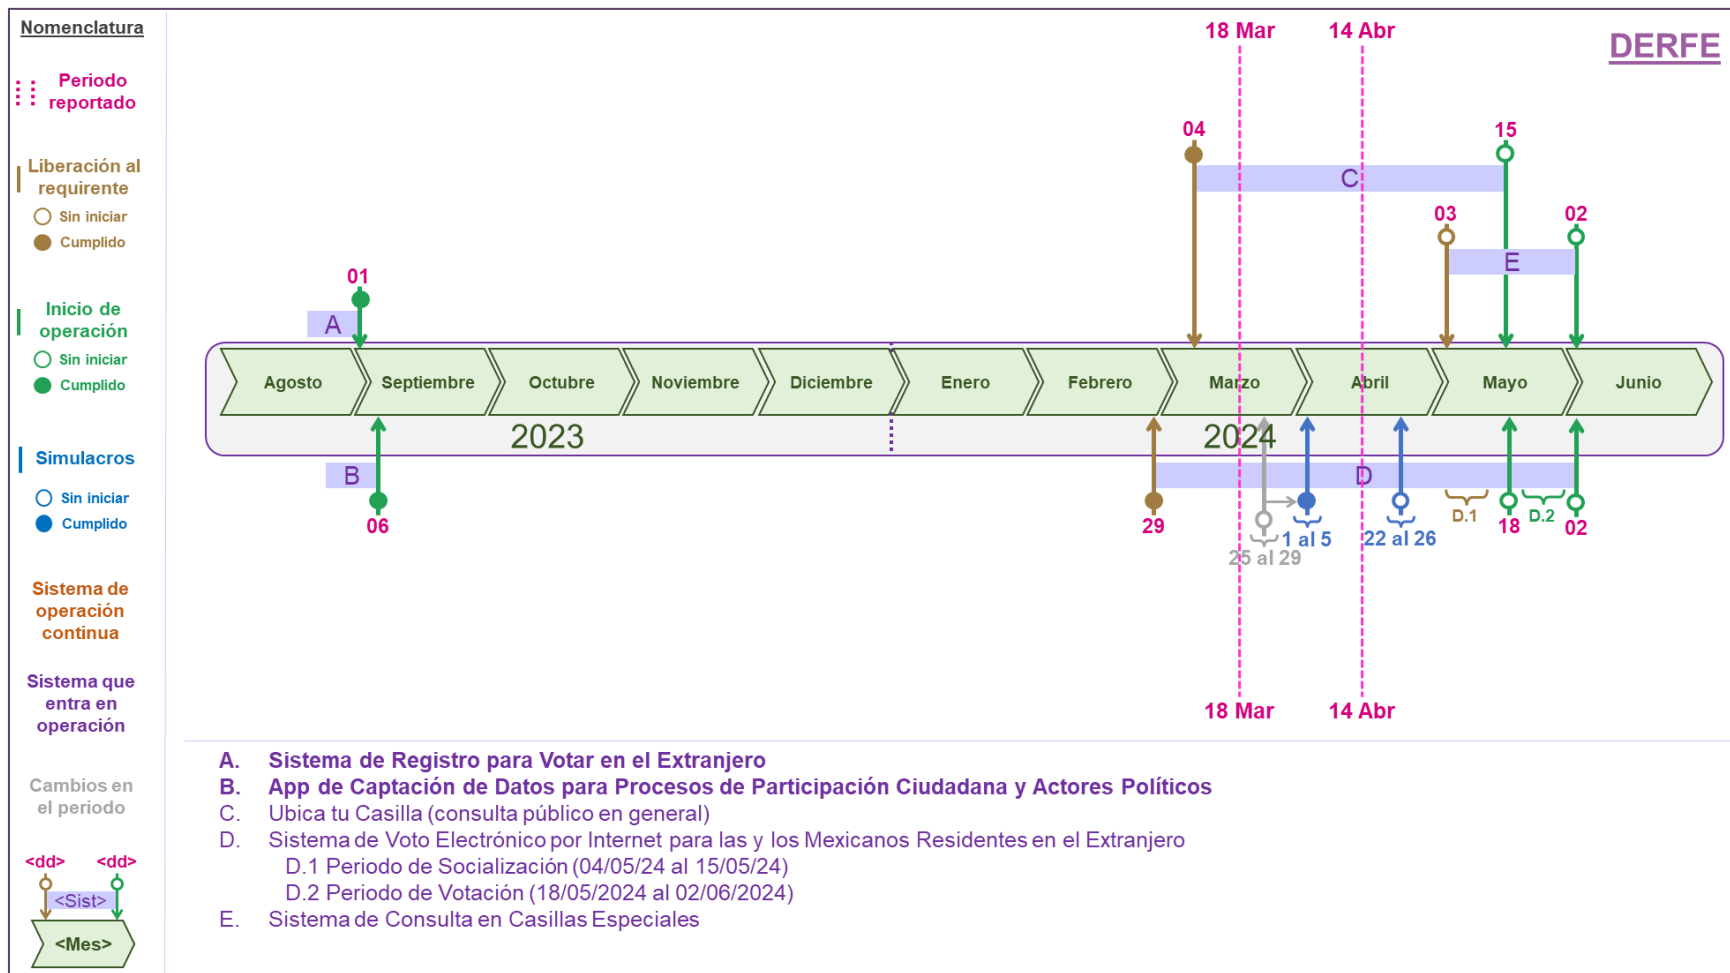 Nomenclatura
Periodo
reportado
Liberación al
requirente
Sin iniciar
Cumplido
Inicio de
operación
Sin iniciar
Cumplido
Simulacros
Sin iniciar
Cumplido
Sistema de
operación
continua
Sistema que
entra en
operación
Cambios en
el periodo
<dd> <dd>
<Sist>
<Mes>
18 Mar 14 Abr
DERFE
04 15
C
03 02
E
01
A
Agosto Septiembre Octubre Noviembre Diciembre Enero Febrero Marzo Abril Mayo Junio
2023 2024
B D
06 29 D.1 18 D.2 02
1 al 5 22 al 26
25 al 29
18 Mar 14 Abr
A. Sistema de Registro para Votar en el Extranjero
B. App de Captación de Datos para Procesos de Participación Ciudadana y Actores Políticos
C. Ubica tu Casilla (consulta público en general)
D. Sistema de Voto Electrónico por Internet para las y los Mexicanos Residentes en el Extranjero
D.1 Periodo de Socialización (04/05/24 al 15/05/24)
D.2 Periodo de Votación (18/05/2024 al 02/06/2024)
E. Sistema de Consulta en Casillas Especiales